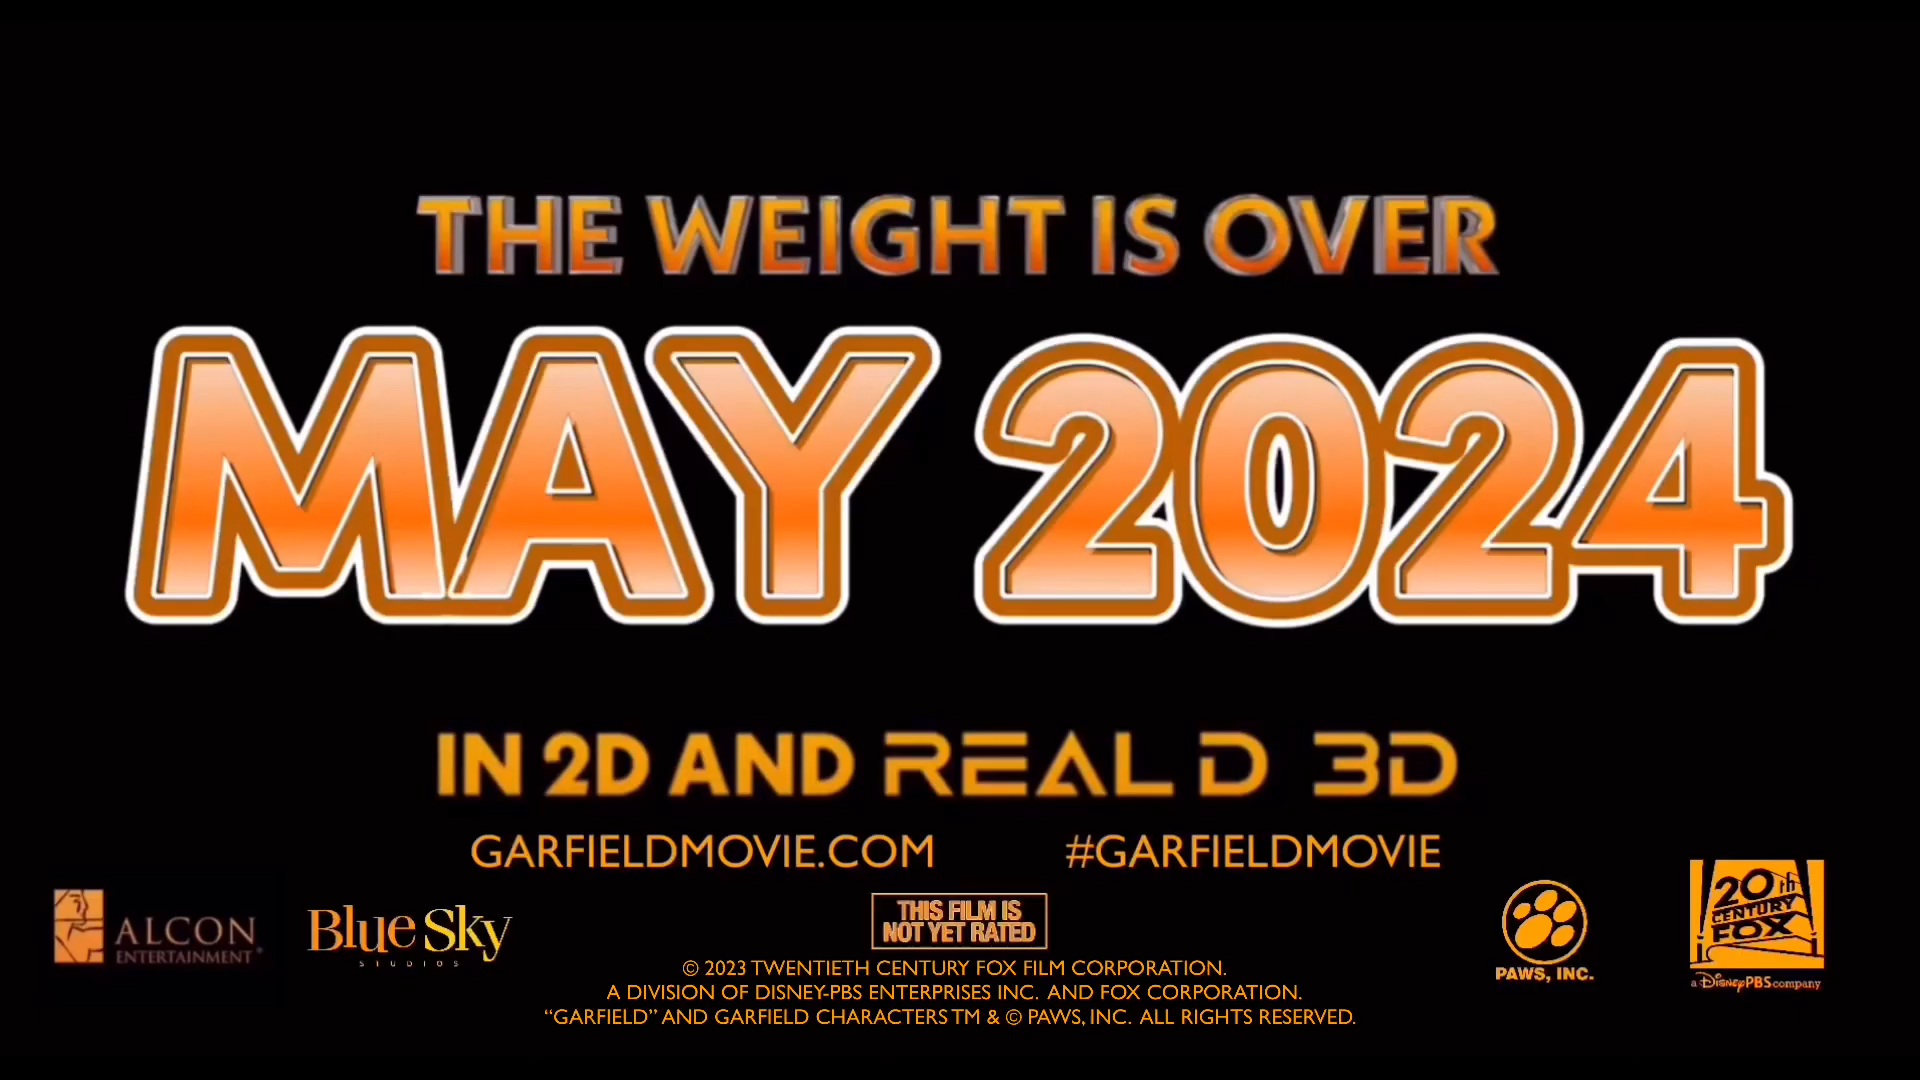 THE WEIGHT IS OVER
MAY 2024
IN 2D AND REAL D 3D
GARFIELDMOVIE.COM #GARFIELDMOVIE
ALCON
ENTERTAINMENT
Blue Sky
STUDIOS
THIS FILM IS
NOT YET RATED
PAWS, INC.
20th
CENTURY
FOX
a Disney PBS company
© 2023 TWENTIETH CENTURY FOX FILM CORPORATION.
A DIVISION OF DISNEY-PBS ENTERPRISES INC. AND FOX CORPORATION.
“GARFIELD” AND GARFIELD CHARACTERS TM & © PAWS, INC. ALL RIGHTS RESERVED.